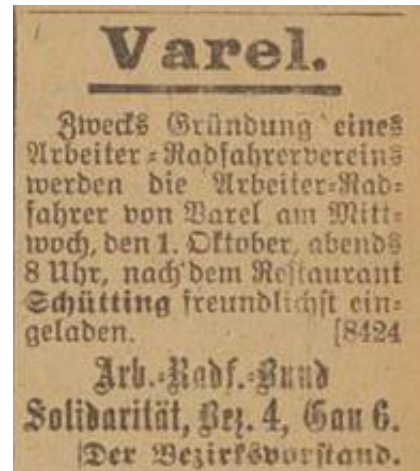 Varel.
Zwecks Gründung eines
Arbeiter-Radfahrervereins
werden die Arbeiter-Rad-
fahrer von Varel am Mitt-
woch, den 1. Oktober, abends
8 Uhr, nach dem Restaurant
Schütting freundlichst ein-
geladen. [8424
Arb.-Radf.-Bund
Solidarität, Bez. 4, Gau 6.
Der Bezirksvorstand.